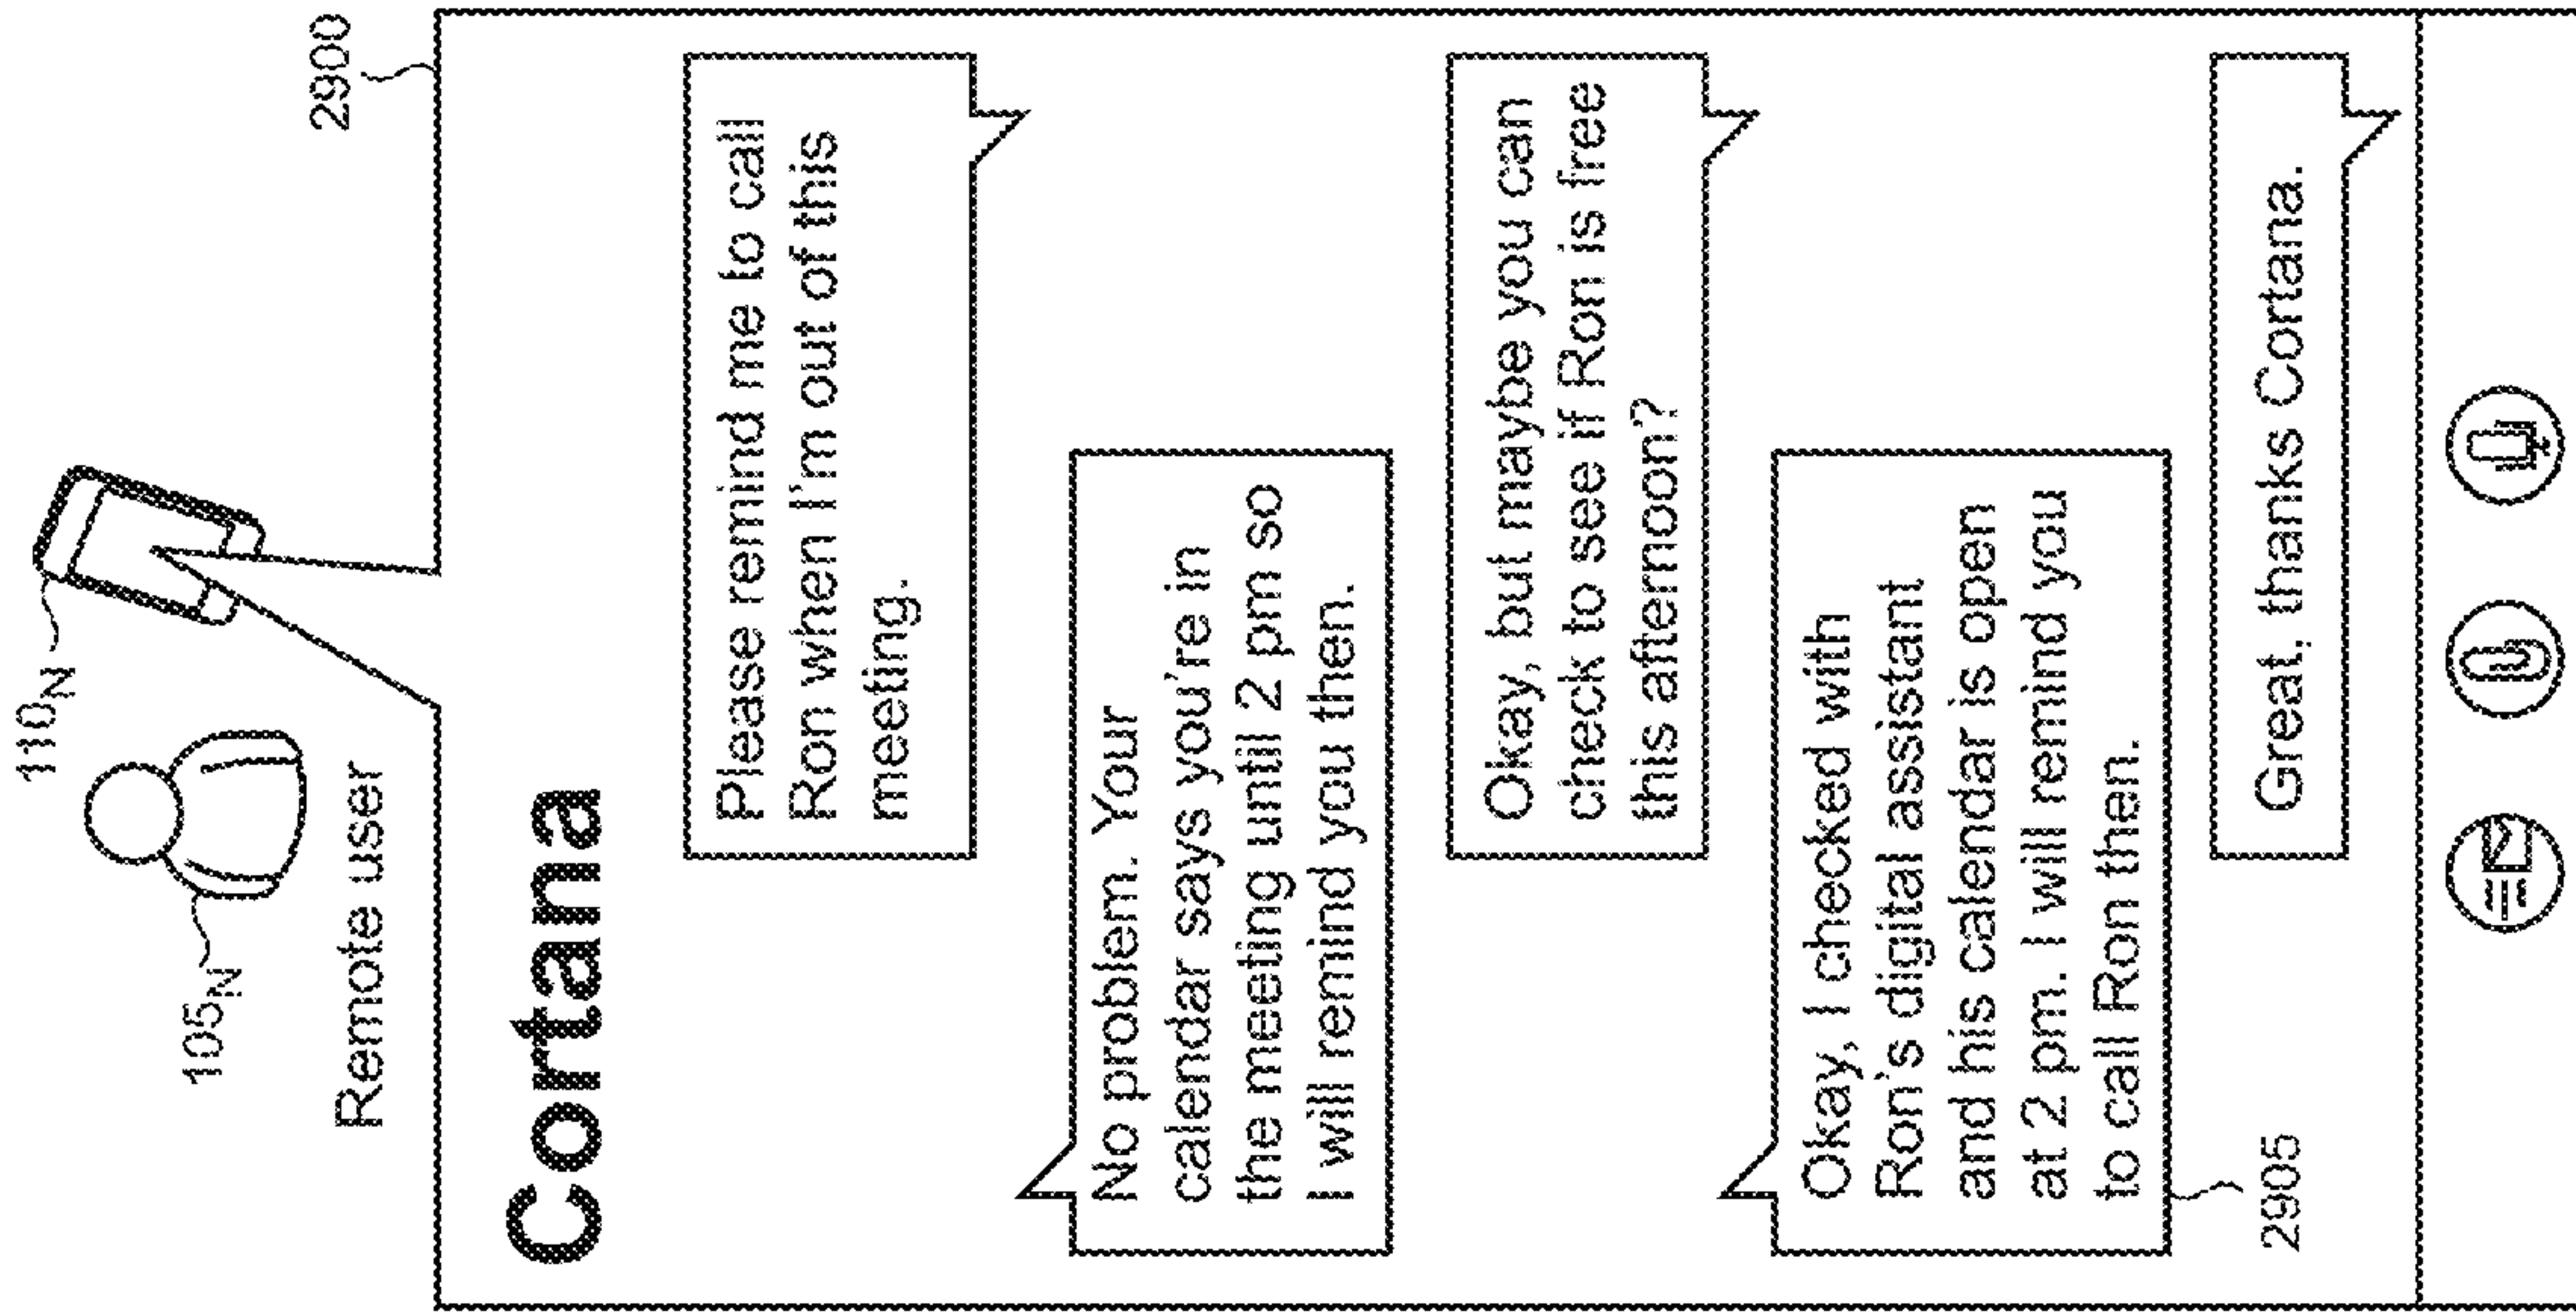 110N
105N
Remote user
2900
Cortana
Please remind me to call
Ron when I'm out of this
meeting.
No problem. Your
calendar says you're in
the meeting until 2 pm so
I will remind you then.
Okay, but maybe you can
check to see if Ron is free
this afternoon?
Okay, I checked with
Ron's digital assistant
and his calendar is open
at 2 pm. I will remind you
to call Ron then.
2905
Great, thanks Cortana.